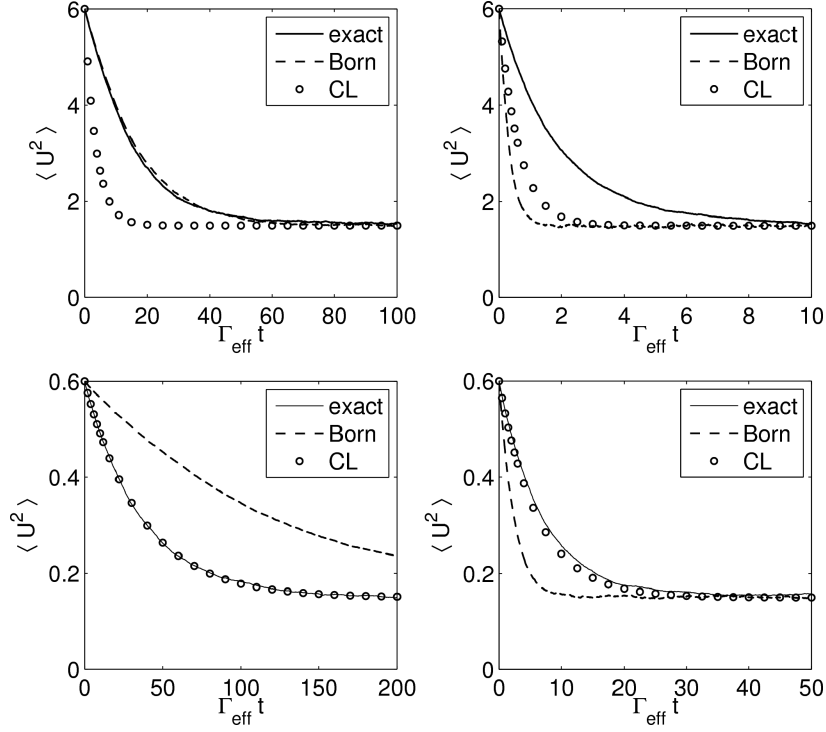 6
4
2
0
⟨ U² ⟩
exact
Born
CL
0 20 40 60 80 100
Γeff t
6
4
2
0
⟨ U² ⟩
exact
Born
CL
0 2 4 6 8 10
Γeff t
0.6
0.4
0.2
0
⟨ U² ⟩
exact
Born
CL
0 50 100 150 200
Γeff t
0.6
0.4
0.2
0
⟨ U² ⟩
exact
Born
CL
0 10 20 30 40 50
Γeff t